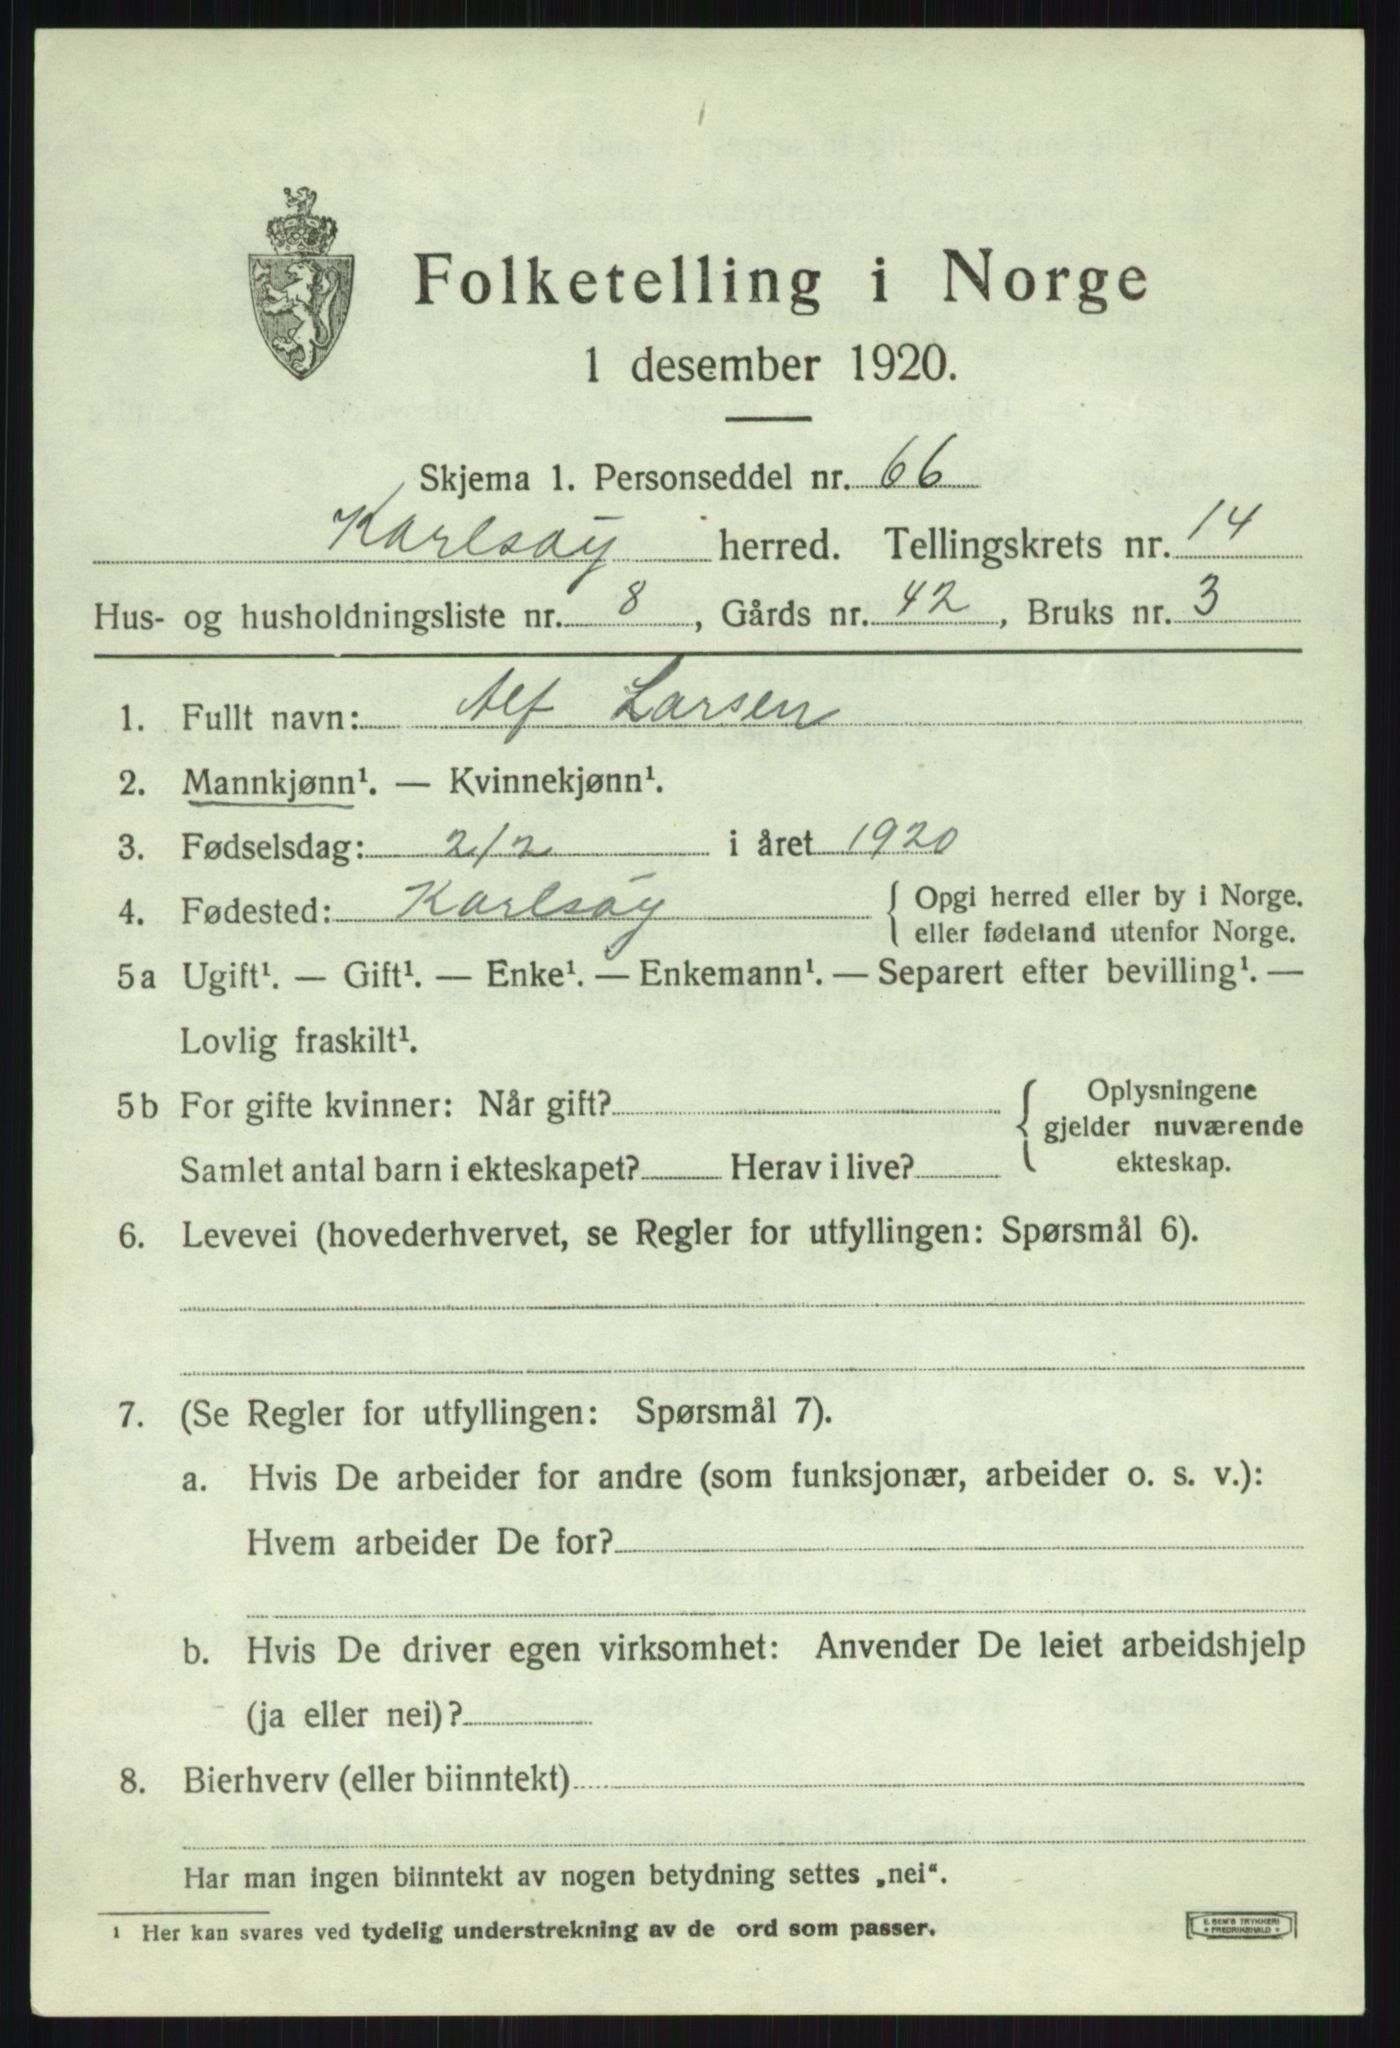 Folketelling i Norge
1 desember 1920.
Skjema 1. Personseddel nr. 66
Karlsøy herred. Tellingskrets nr. 14
Hus- og husholdningsliste nr. 8, Gårds nr. 42, Bruks nr. 3
1. Fullt navn: Alf Larsen
2. Mannkjønn¹. — Kvinnekjønn¹.
3. Fødselsdag: 2/2 i året 1920
4. Fødested: Karlsøy { Opgi herred eller by i Norge.
eller fødeland utenfor Norge.
5a Ugift¹. — Gift¹. — Enke¹. — Enkemann¹. — Separert efter bevilling¹. —
Lovlig fraskilt¹.
5b For gifte kvinner: Når gift? { Oplysningene
gjelder nuværende
Samlet antal barn i ekteskapet? Herav i live? ekteskap.
6. Levevei (hovederhvervet, se Regler for utfyllingen: Spørsmål 6).
7. (Se Regler for utfyllingen: Spørsmål 7).
a. Hvis De arbeider for andre (som funksjonær, arbeider o. s. v.):
Hvem arbeider De for?
b. Hvis De driver egen virksomhet: Anvender De leiet arbeidshjelp
(ja eller nei)?
8. Bierhverv (eller biinntekt)
Har man ingen biinntekt av nogen betydning settes „nei“.
¹ Her kan svares ved tydelig understrekning av de ord som passer.
E. SEM'S TRYKKERI
• FREDRIKSHALD •